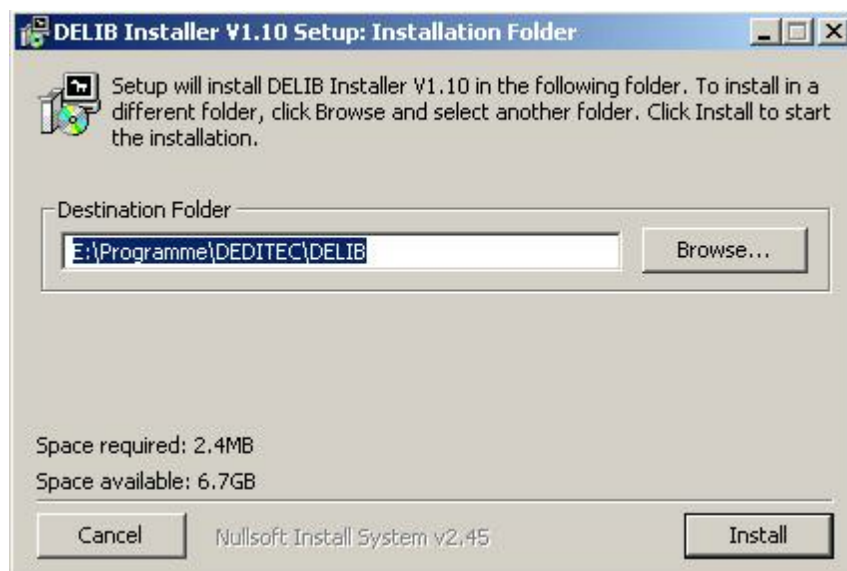 DELIB Installer V1.10 Setup: Installation Folder
Setup will install DELIB Installer V1.10 in the following folder. To install in a
different folder, click Browse and select another folder. Click Install to start
the installation.
Destination Folder
E:\Programme\DEDITEC\DELIB
Browse...
Space required: 2.4MB
Space available: 6.7GB
Cancel
Nullsoft Install System v2.45
Install